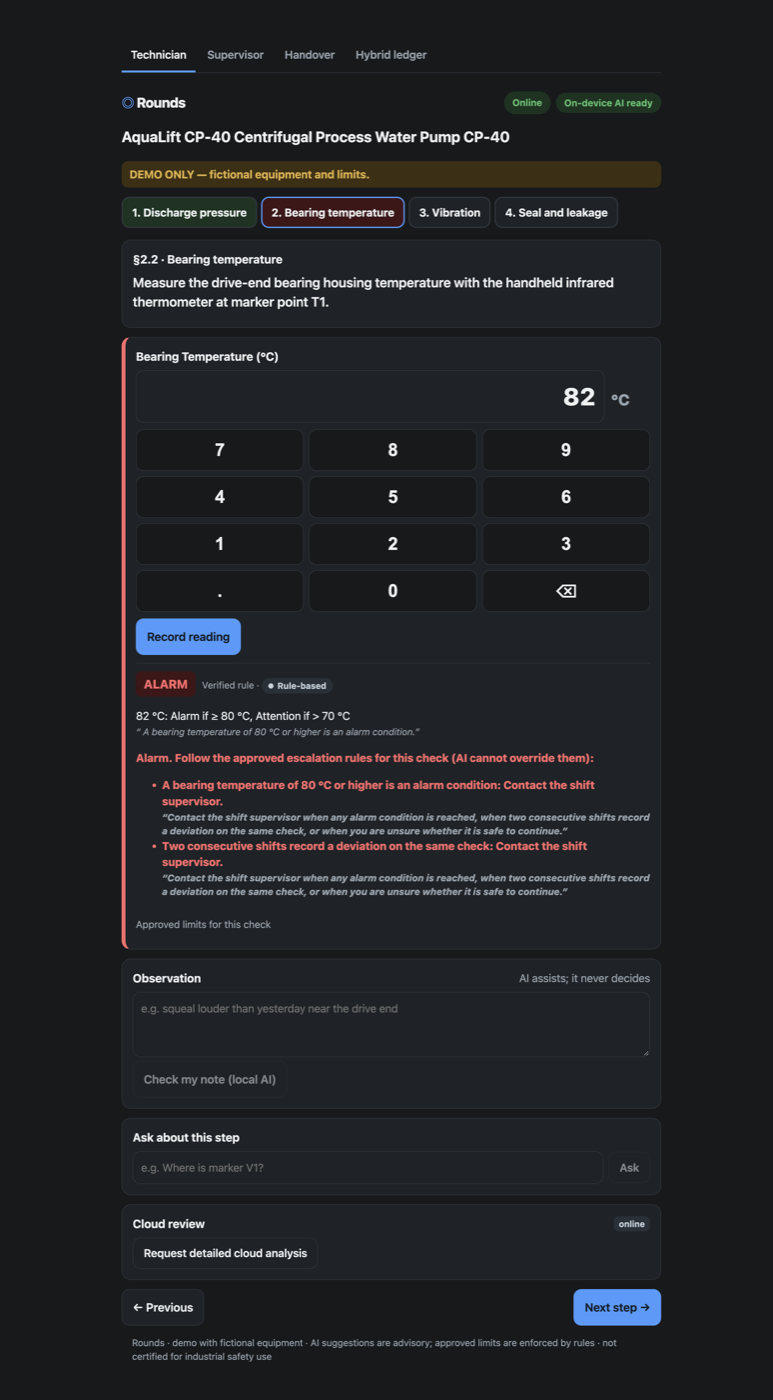 Technician Supervisor Handover Hybrid ledger
Rounds Online On-device AI ready
AquaLift CP-40 Centrifugal Process Water Pump CP-40
DEMO ONLY — fictional equipment and limits.
1. Discharge pressure 2. Bearing temperature 3. Vibration 4. Seal and leakage
§2.2 · Bearing temperature
Measure the drive-end bearing housing temperature with the handheld infrared
thermometer at marker point T1.
Bearing Temperature (°C)
82 °C
7 8 9
4 5 6
1 2 3
. 0
Record reading
ALARM Verified rule · Rule-based
82 °C: Alarm if ≥ 80 °C, Attention if > 70 °C
“ A bearing temperature of 80 °C or higher is an alarm condition.”
Alarm. Follow the approved escalation rules for this check (AI cannot override them):
• A bearing temperature of 80 °C or higher is an alarm condition: Contact the shift
supervisor.
“Contact the shift supervisor when any alarm condition is reached, when two consecutive shifts record
a deviation on the same check, or when you are unsure whether it is safe to continue.”
• Two consecutive shifts record a deviation on the same check: Contact the shift
supervisor.
“Contact the shift supervisor when any alarm condition is reached, when two consecutive shifts record
a deviation on the same check, or when you are unsure whether it is safe to continue.”
Approved limits for this check
Observation AI assists; it never decides
e.g. squeal louder than yesterday near the drive end
Check my note (local AI)
Ask about this step
e.g. Where is marker V1? Ask
Cloud review online
Request detailed cloud analysis
← Previous Next step →
Rounds · demo with fictional equipment · AI suggestions are advisory; approved limits are enforced by rules · not
certified for industrial safety use